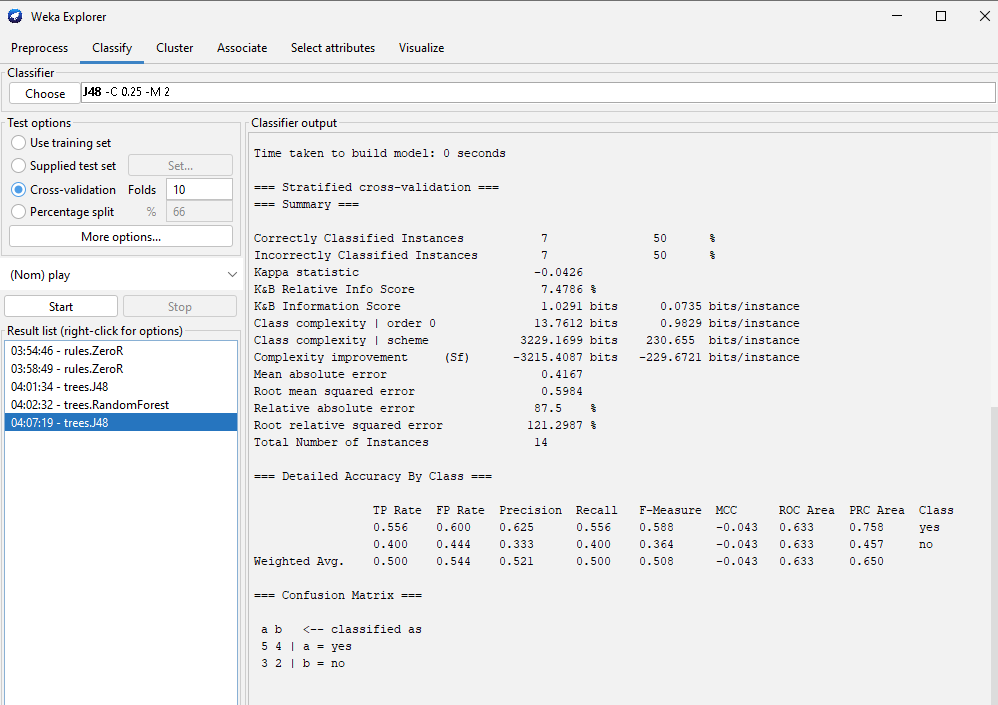 Weka Explorer
Preprocess Classify Cluster Associate Select attributes Visualize
Classifier
Choose J48 -C 0.25 -M 2
Test options
Use training set
Supplied test set Set...
Cross-validation Folds 10
Percentage split % 66
More options...
(Nom) play
Start Stop
Result list (right-click for options)
03:54:46 - rules.ZeroR
03:58:49 - rules.ZeroR
04:01:34 - trees.J48
04:02:32 - trees.RandomForest
04:07:19 - trees.J48
Classifier output
Time taken to build model: 0 seconds
=== Stratified cross-validation ===
=== Summary ===
Correctly Classified Instances 7 50 %
Incorrectly Classified Instances 7 50 %
Kappa statistic -0.0426
K&B Relative Info Score 7.4786 %
K&B Information Score 1.0291 bits 0.0735 bits/instance
Class complexity | order 0 13.7612 bits 0.9829 bits/instance
Class complexity | scheme 3229.1699 bits 230.655 bits/instance
Complexity improvement (Sf) -3215.4087 bits -229.6721 bits/instance
Mean absolute error 0.4167
Root mean squared error 0.5984
Relative absolute error 87.5 %
Root relative squared error 121.2987 %
Total Number of Instances 14
=== Detailed Accuracy By Class ===
TP Rate FP Rate Precision Recall F-Measure MCC ROC Area PRC Area Class
0.556 0.600 0.625 0.556 0.588 -0.043 0.633 0.758 yes
0.400 0.444 0.333 0.400 0.364 -0.043 0.633 0.457 no
Weighted Avg. 0.500 0.544 0.521 0.500 0.508 -0.043 0.633 0.650
=== Confusion Matrix ===
a b <-- classified as
5 4 | a = yes
3 2 | b = no